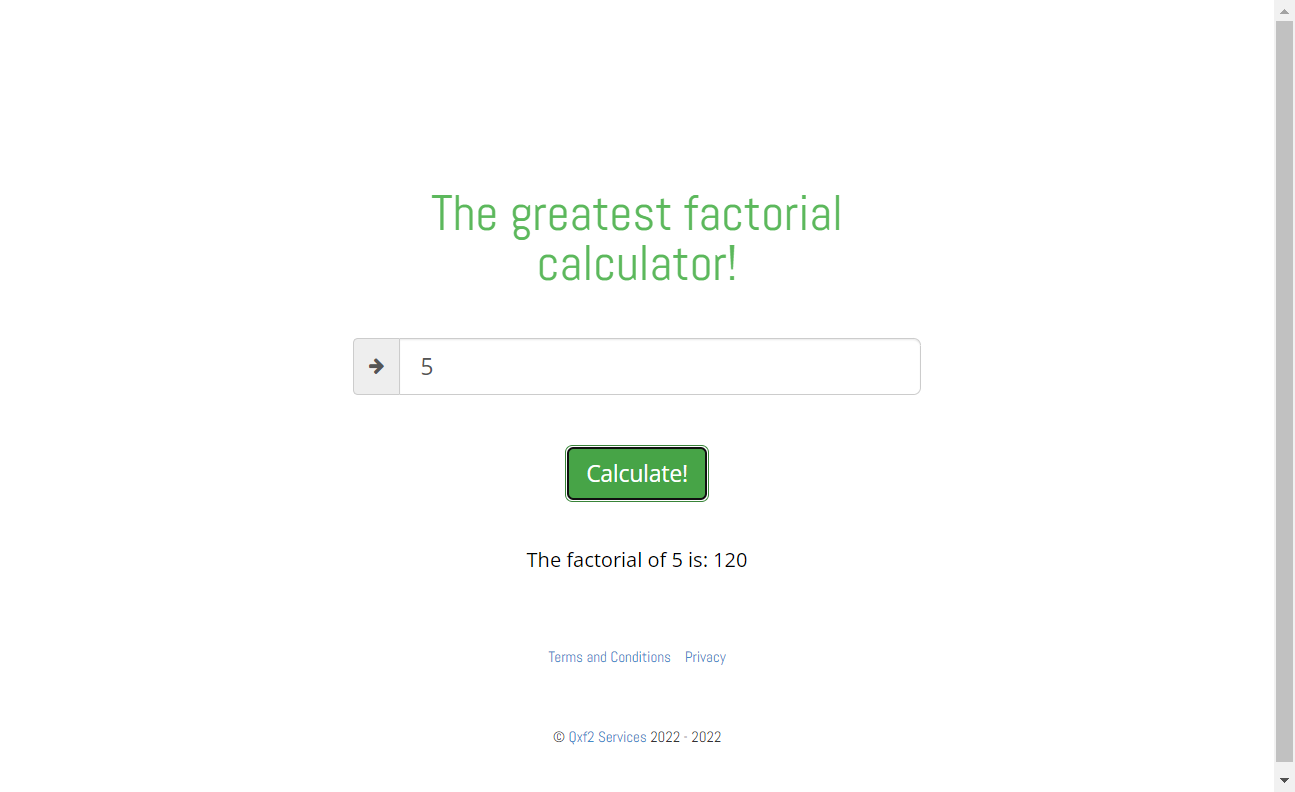 The greatest factorial
calculator!
5
Calculate!
The factorial of 5 is: 120
Terms and Conditions Privacy
© Qxf2 Services 2022 - 2022